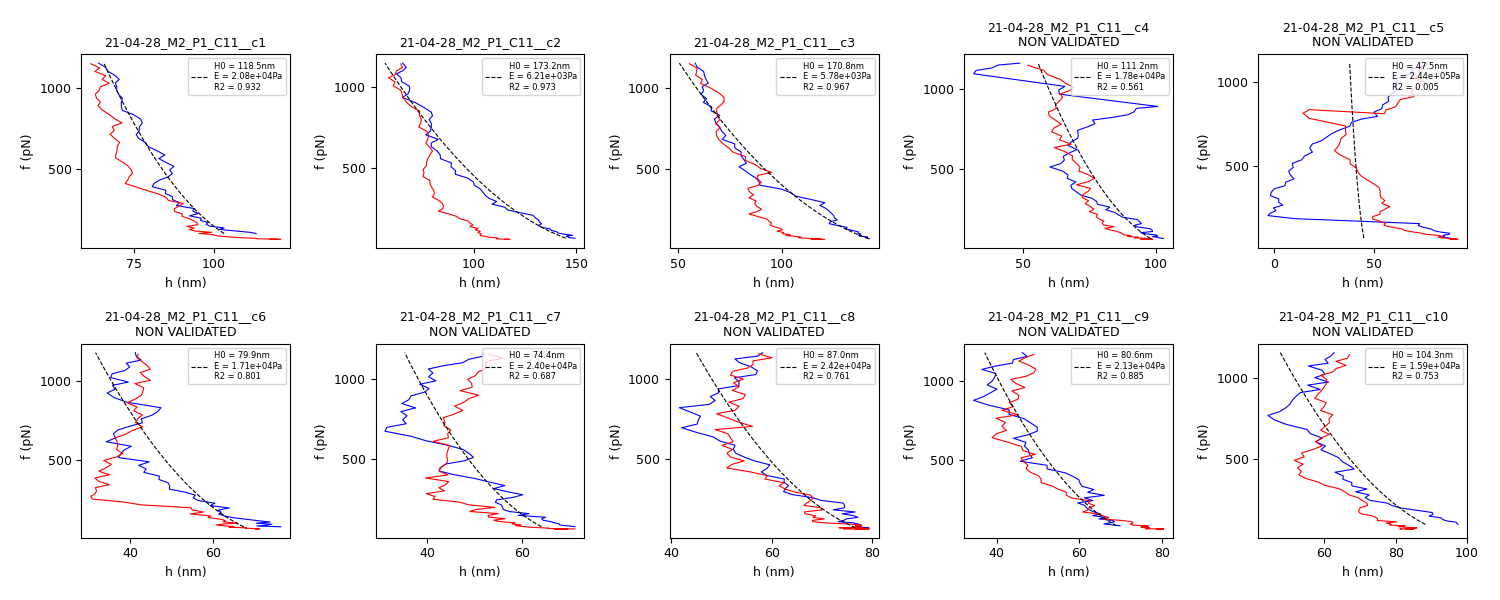 21-04-28_M2_P1_C11__c1
H0 = 118.5nm
E = 2.08e+04Pa
R2 = 0.932
1000
500
f (pN)
75
100
h (nm)
21-04-28_M2_P1_C11__c2
H0 = 173.2nm
E = 6.21e+03Pa
R2 = 0.973
1000
500
f (pN)
100
150
h (nm)
21-04-28_M2_P1_C11__c3
H0 = 170.8nm
E = 5.78e+03Pa
R2 = 0.967
1000
500
f (pN)
50
100
h (nm)
21-04-28_M2_P1_C11__c4
NON VALIDATED
H0 = 111.2nm
E = 1.78e+04Pa
R2 = 0.561
1000
500
f (pN)
50
100
h (nm)
21-04-28_M2_P1_C11__c5
NON VALIDATED
H0 = 47.5nm
E = 2.44e+05Pa
R2 = 0.005
1000
500
f (pN)
0
50
h (nm)
21-04-28_M2_P1_C11__c6
NON VALIDATED
H0 = 79.9nm
E = 1.71e+04Pa
R2 = 0.801
1000
500
f (pN)
40
60
h (nm)
21-04-28_M2_P1_C11__c7
NON VALIDATED
H0 = 74.4nm
E = 2.40e+04Pa
R2 = 0.687
1000
500
f (pN)
40
60
h (nm)
21-04-28_M2_P1_C11__c8
NON VALIDATED
H0 = 87.0nm
E = 2.42e+04Pa
R2 = 0.761
1000
500
f (pN)
40
60
80
h (nm)
21-04-28_M2_P1_C11__c9
NON VALIDATED
H0 = 80.6nm
E = 2.13e+04Pa
R2 = 0.885
1000
500
f (pN)
40
60
80
h (nm)
21-04-28_M2_P1_C11__c10
NON VALIDATED
H0 = 104.3nm
E = 1.59e+04Pa
R2 = 0.753
1000
500
f (pN)
60
80
100
h (nm)